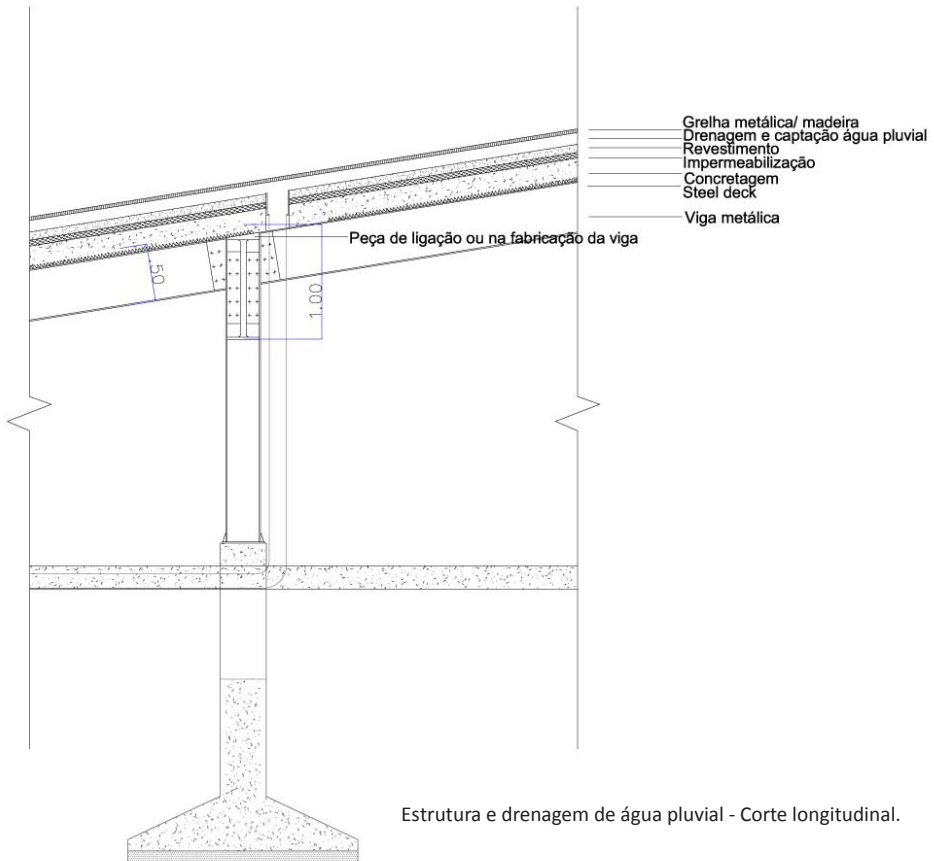 Grelha metálica/ madeira
Drenagem e captação água pluvial
Revestimento
Impermeabilização
Concretagem
Steel deck
Viga metálica
Peça de ligação ou na fabricação da viga
50
1.00
Estrutura e drenagem de água pluvial - Corte longitudinal.